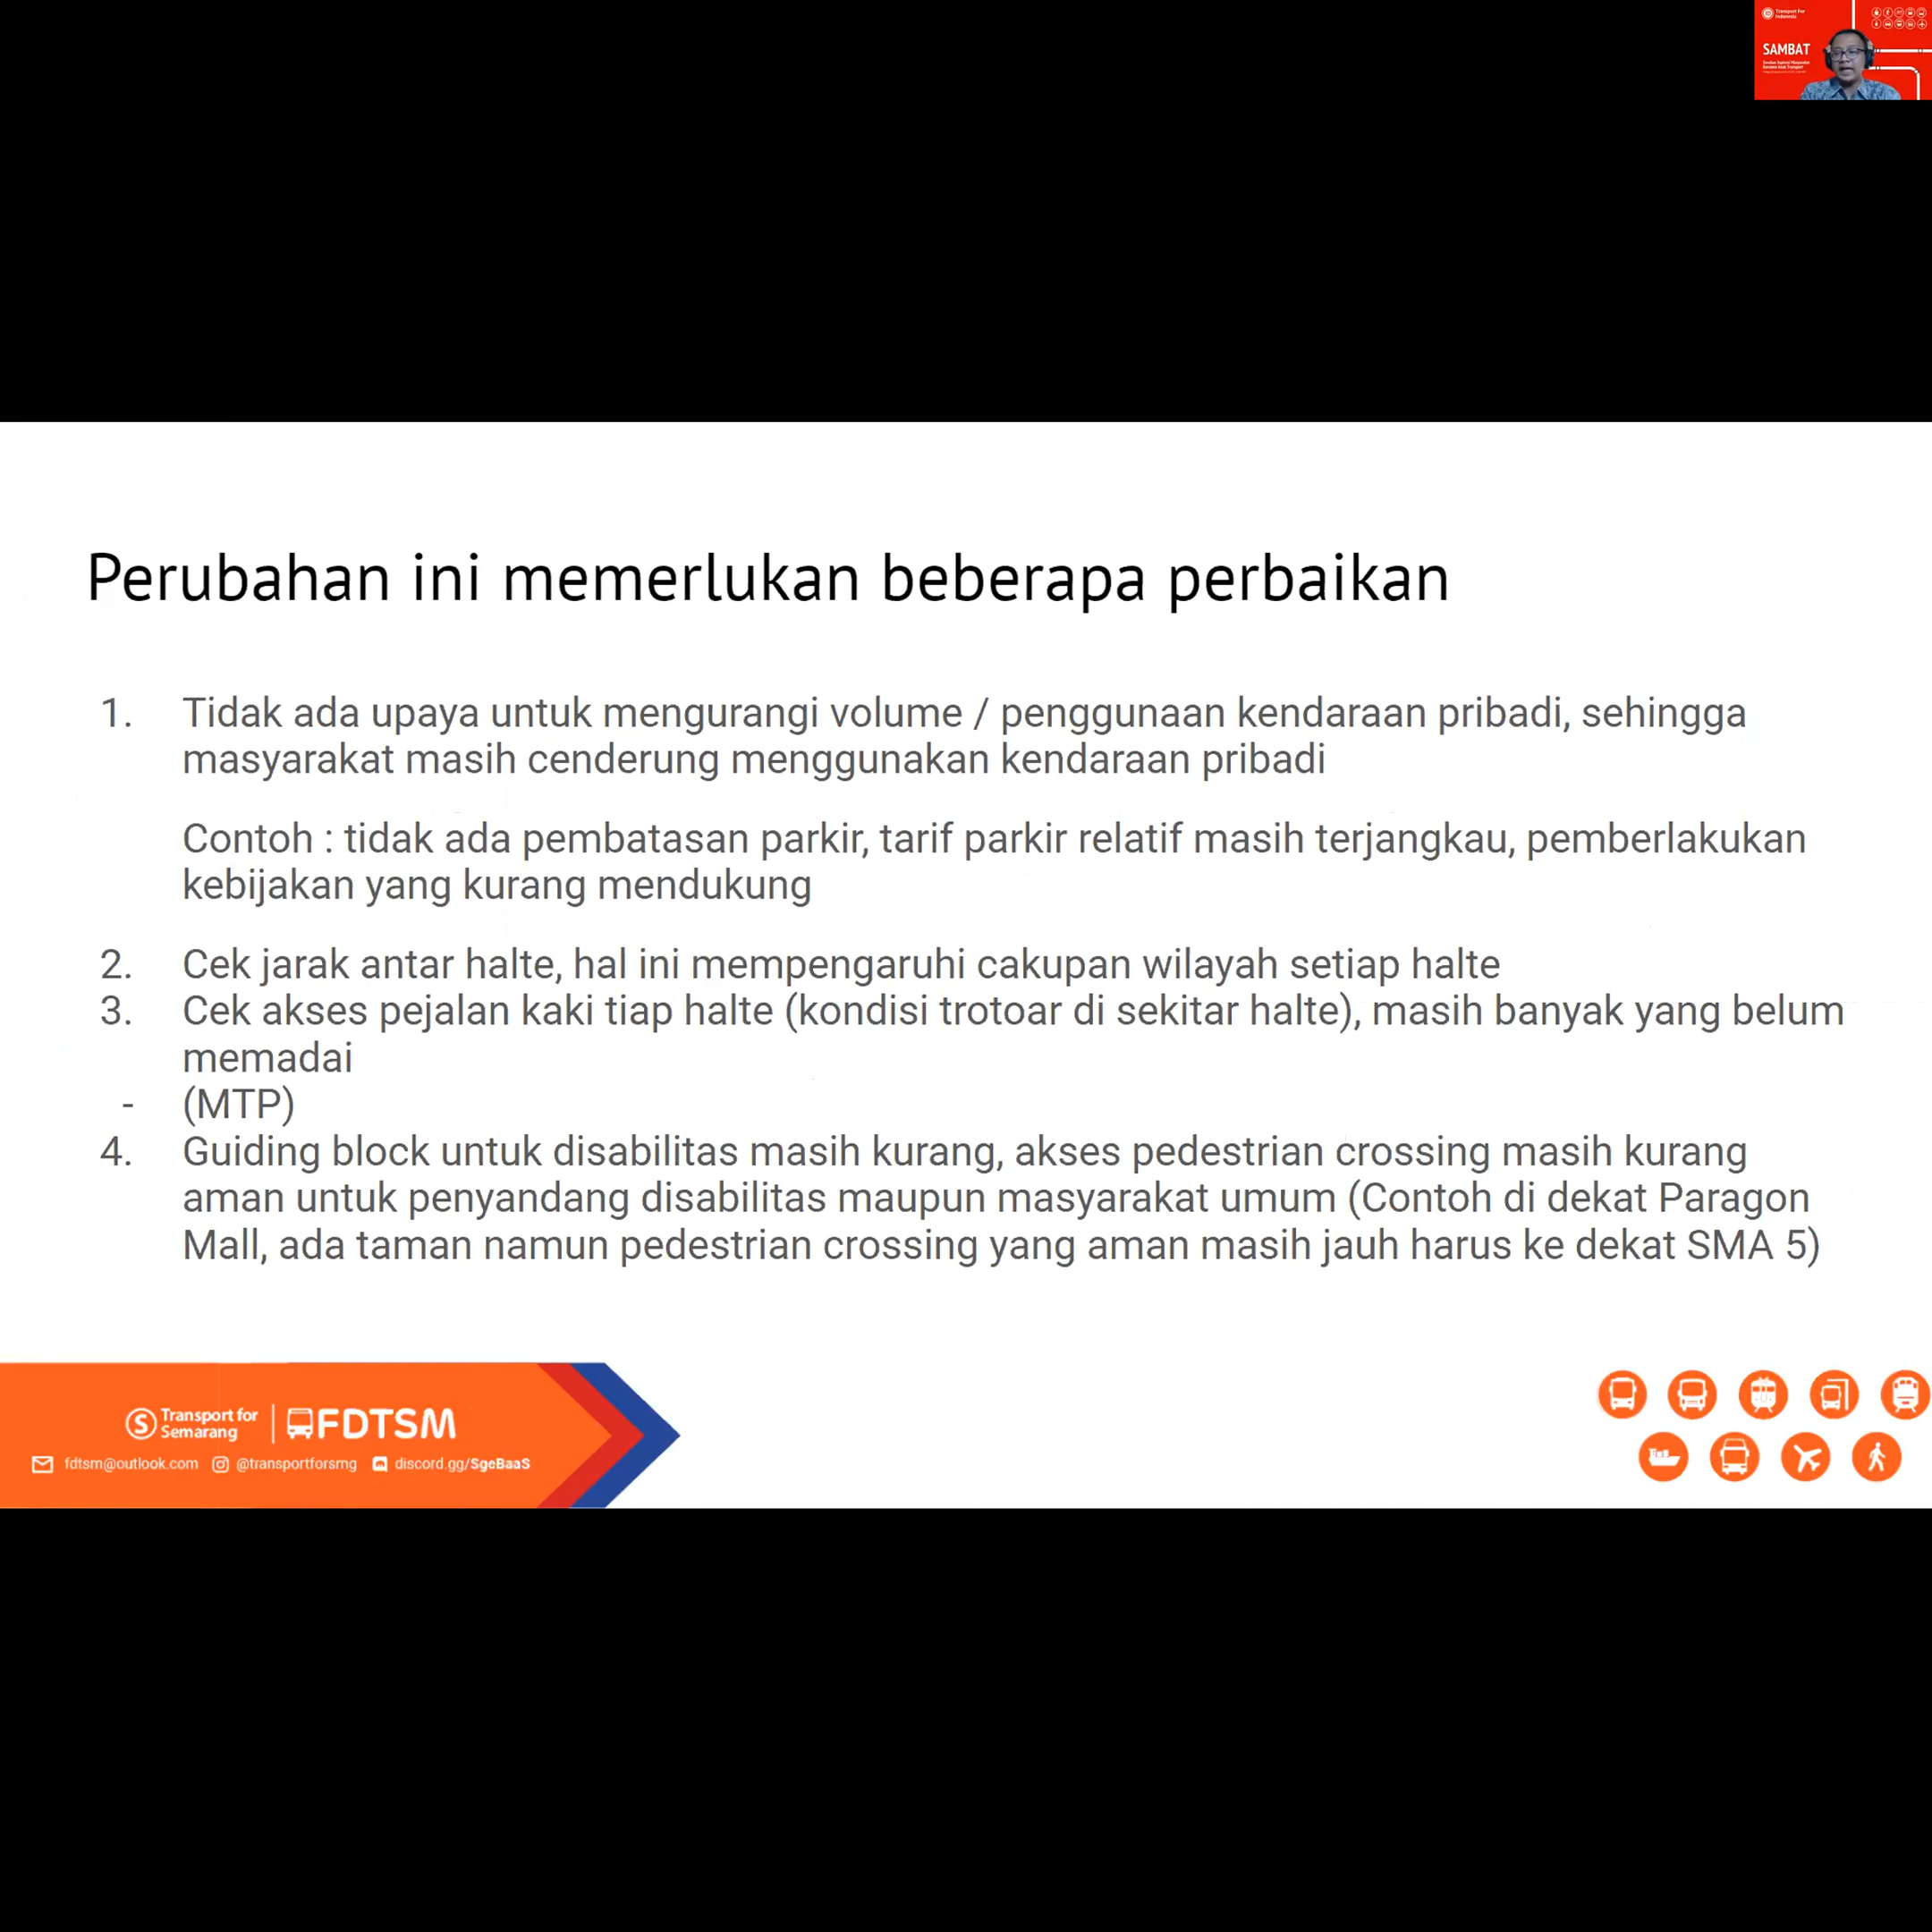 Transport For
Indonesia
SAMBAT
Perubahan ini memerlukan beberapa perbaikan
1. Tidak ada upaya untuk mengurangi volume / penggunaan kendaraan pribadi, sehingga
masyarakat masih cenderung menggunakan kendaraan pribadi
Contoh : tidak ada pembatasan parkir, tarif parkir relatif masih terjangkau, pemberlakukan
kebijakan yang kurang mendukung
2. Cek jarak antar halte, hal ini mempengaruhi cakupan wilayah setiap halte
3. Cek akses pejalan kaki tiap halte (kondisi trotoar di sekitar halte), masih banyak yang belum
memadai
- (MTP)
4. Guiding block untuk disabilitas masih kurang, akses pedestrian crossing masih kurang
aman untuk penyandang disabilitas maupun masyarakat umum (Contoh di dekat Paragon
Mall, ada taman namun pedestrian crossing yang aman masih jauh harus ke dekat SMA 5)
S Transport for
Semarang
FDTSM
fdtsm@outlook.com @transportforsmg discord.gg/SgeBaaS